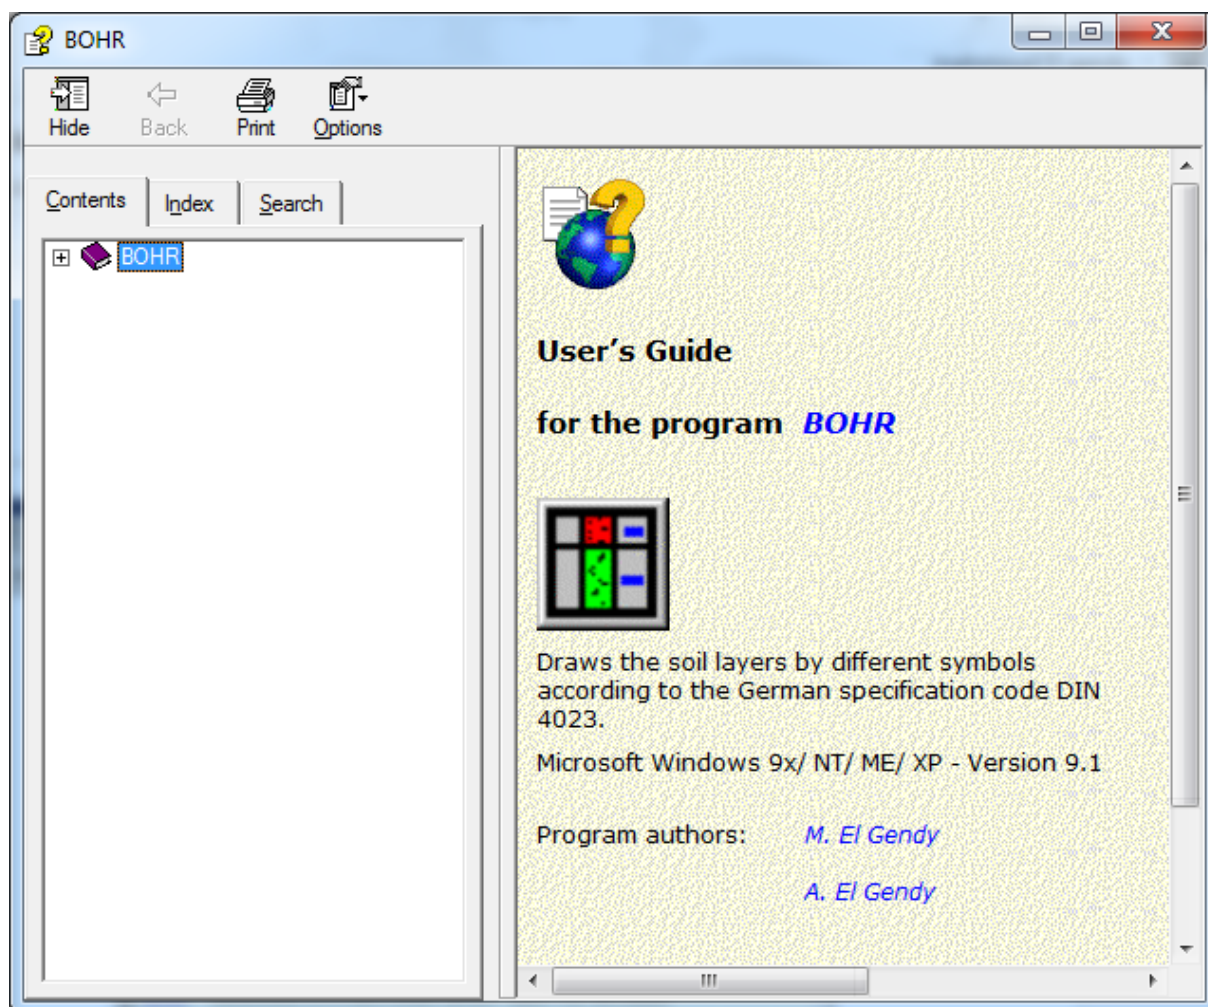 BOHR
Hide Back Print Options
Contents Index Search
BOHR
User’s Guide
for the program BOHR
Draws the soil layers by different symbols
according to the German specification code DIN
4023.
Microsoft Windows 9x/ NT/ ME/ XP - Version 9.1
Program authors: M. El Gendy
A. El Gendy